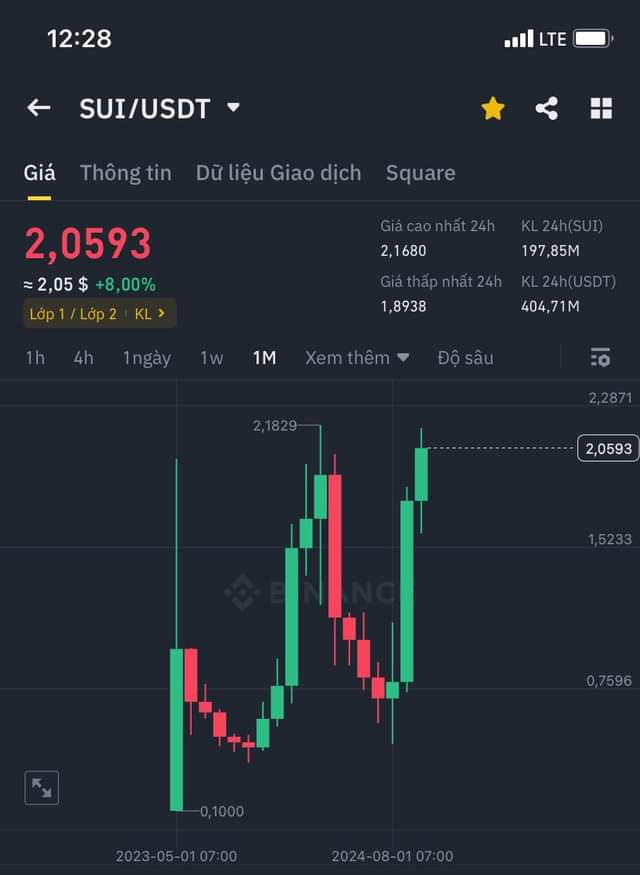 12:28 LTE
SUI/USDT
Giá Thông tin Dữ liệu Giao dịch Square
2,0593
≈ 2,05 $ +8,00%
Lớp 1 / Lớp 2 KL >
Giá cao nhất 24h KL 24h(SUI)
2,1680 197,85M
Giá thấp nhất 24h KL 24h(USDT)
1,8938 404,71M
1h 4h 1ngày 1w 1M Xem thêm Độ sâu
2,2871
2,1829
2,0593
1,5233
BINANCE
0,7596
0,1000
2023-05-01 07:00 2024-08-01 07:00